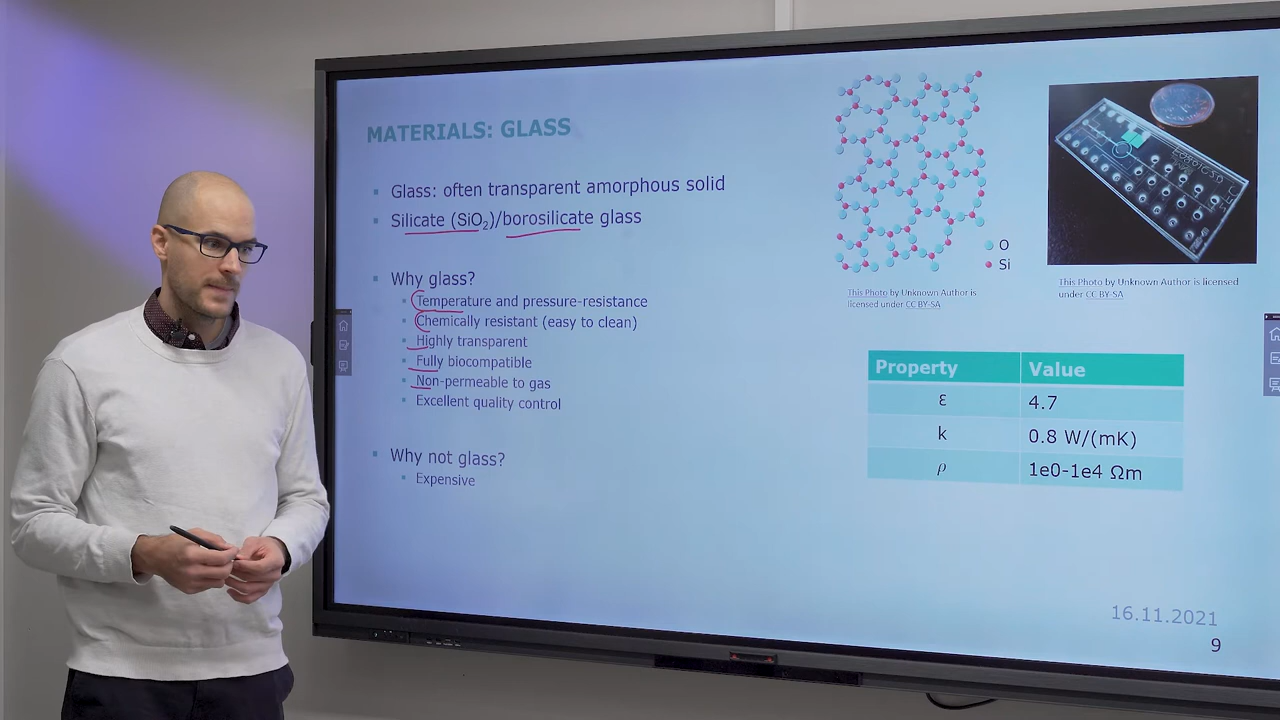 MATERIALS: GLASS
Glass: often transparent amorphous solid
Silicate (SiO2)/borosilicate glass
Why glass?
Temperature and pressure-resistance
Chemically resistant (easy to clean)
Highly transparent
Fully biocompatible
Non-permeable to gas
Excellent quality control
Why not glass?
Expensive
O
Si
This Photo by Unknown Author is
licensed under CC BY-SA
This Photo by Unknown Author is licensed
under CC BY-SA
Property Value
ε 4.7
k 0.8 W/(mK)
ρ 1e0-1e4 Ωm
16.11.2021
9